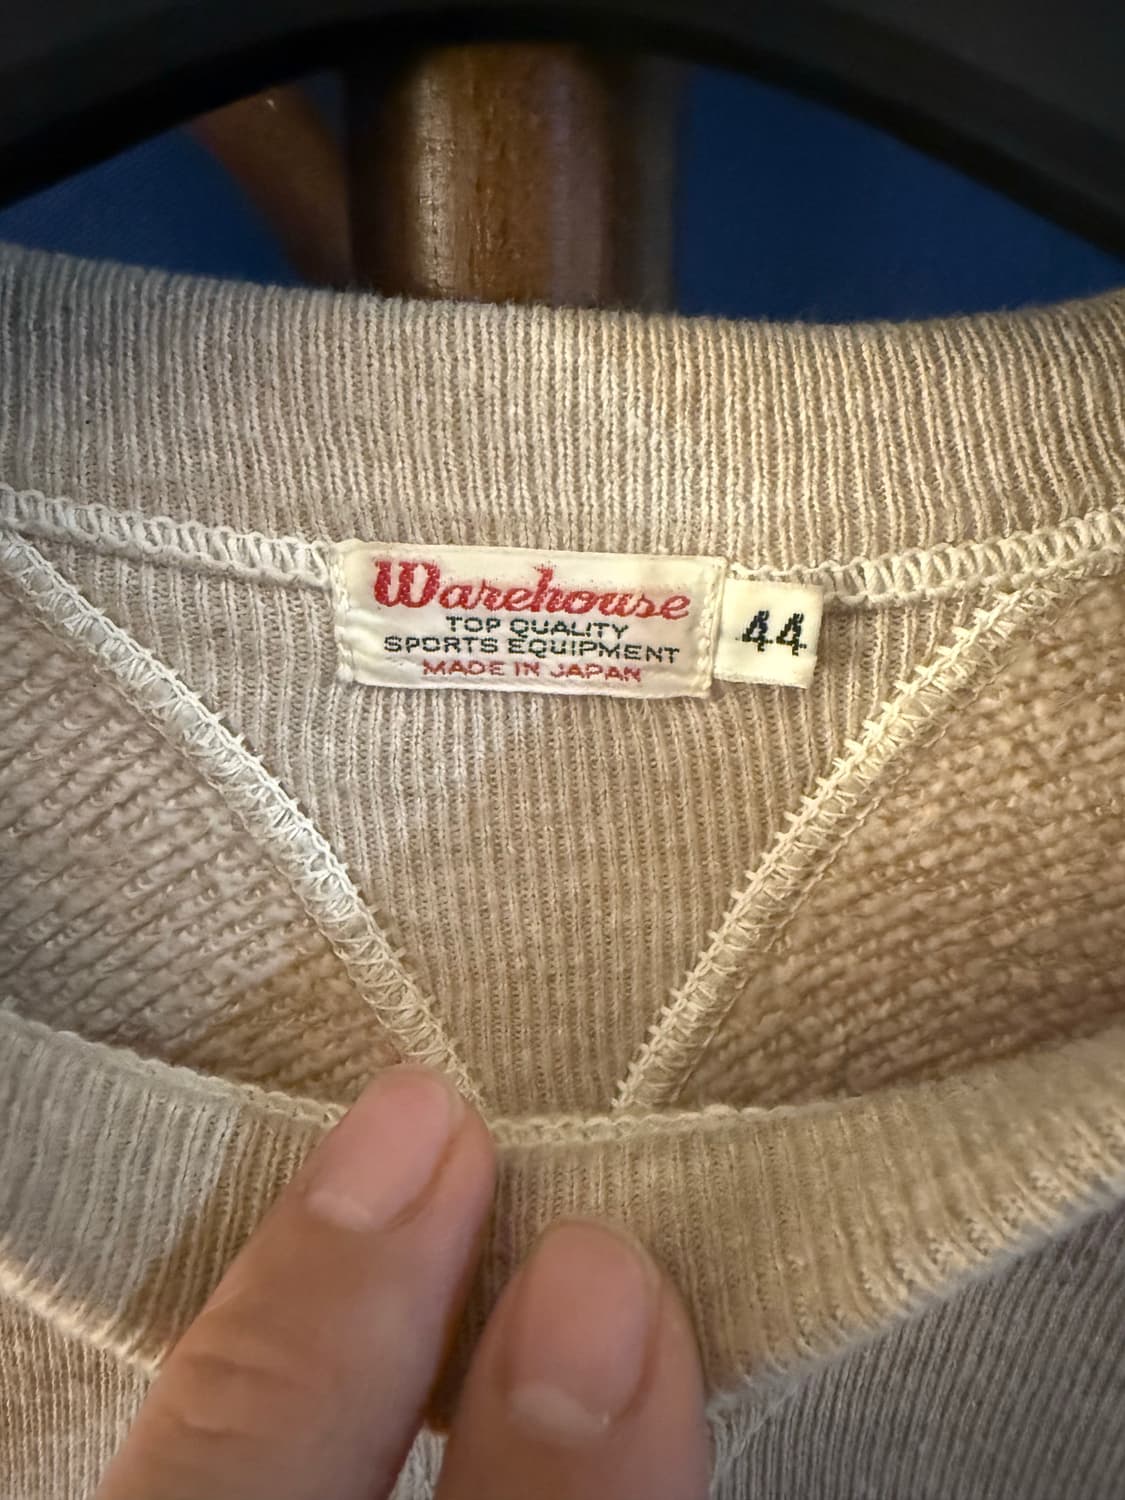 Warehouse
TOP QUALITY
SPORTS EQUIPMENT
MADE IN JAPAN
44